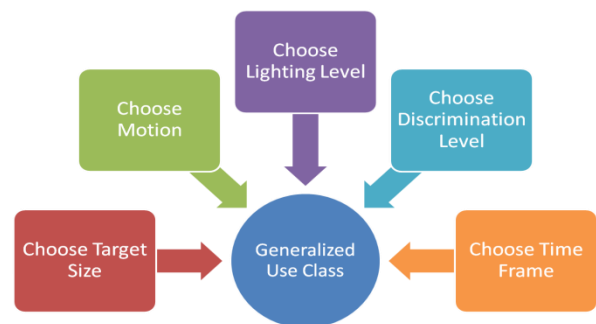 Choose
Lighting Level
Choose
Motion
Choose
Discrimination
Level
Choose Target
Size
Generalized
Use Class
Choose Time
Frame